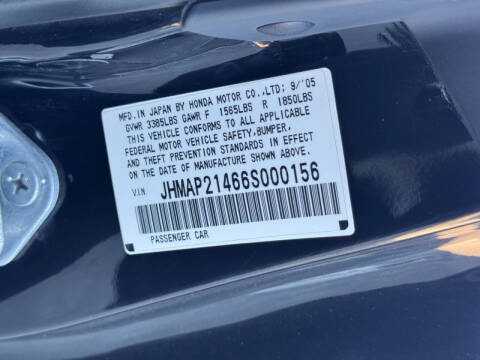 MFD.IN JAPAN BY HONDA MOTOR CO.,LTD; 9/'05
GVWR 3385LBS GAWR F 1565LBS R 1850LBS
THIS VEHICLE CONFORMS TO ALL APPLICABLE
FEDERAL MOTOR VEHICLE SAFETY,BUMPER,
AND THEFT PREVENTION STANDARDS IN EFFECT
ON THE DATE OF MANUFACTURE SHOWN ABOVE.
V.I.N. JHMAP21466S000156
PASSENGER CAR